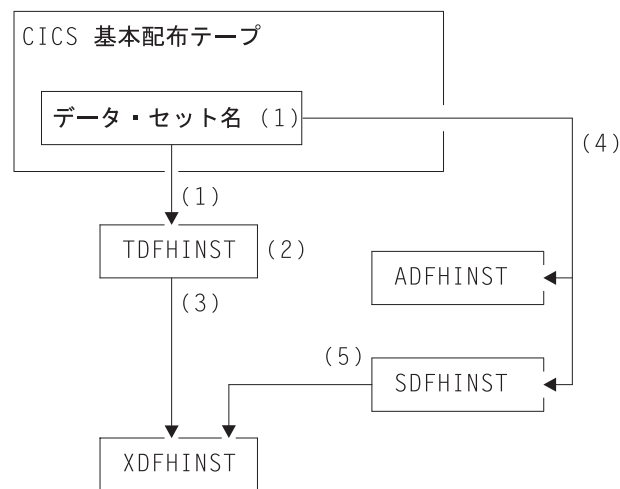 CICS 基本配布テープ
データ・セット名 (1)
(4)
(1)
TDFHINST (2)
ADFHINST
(3)
(5)
SDFHINST
XDFHINST